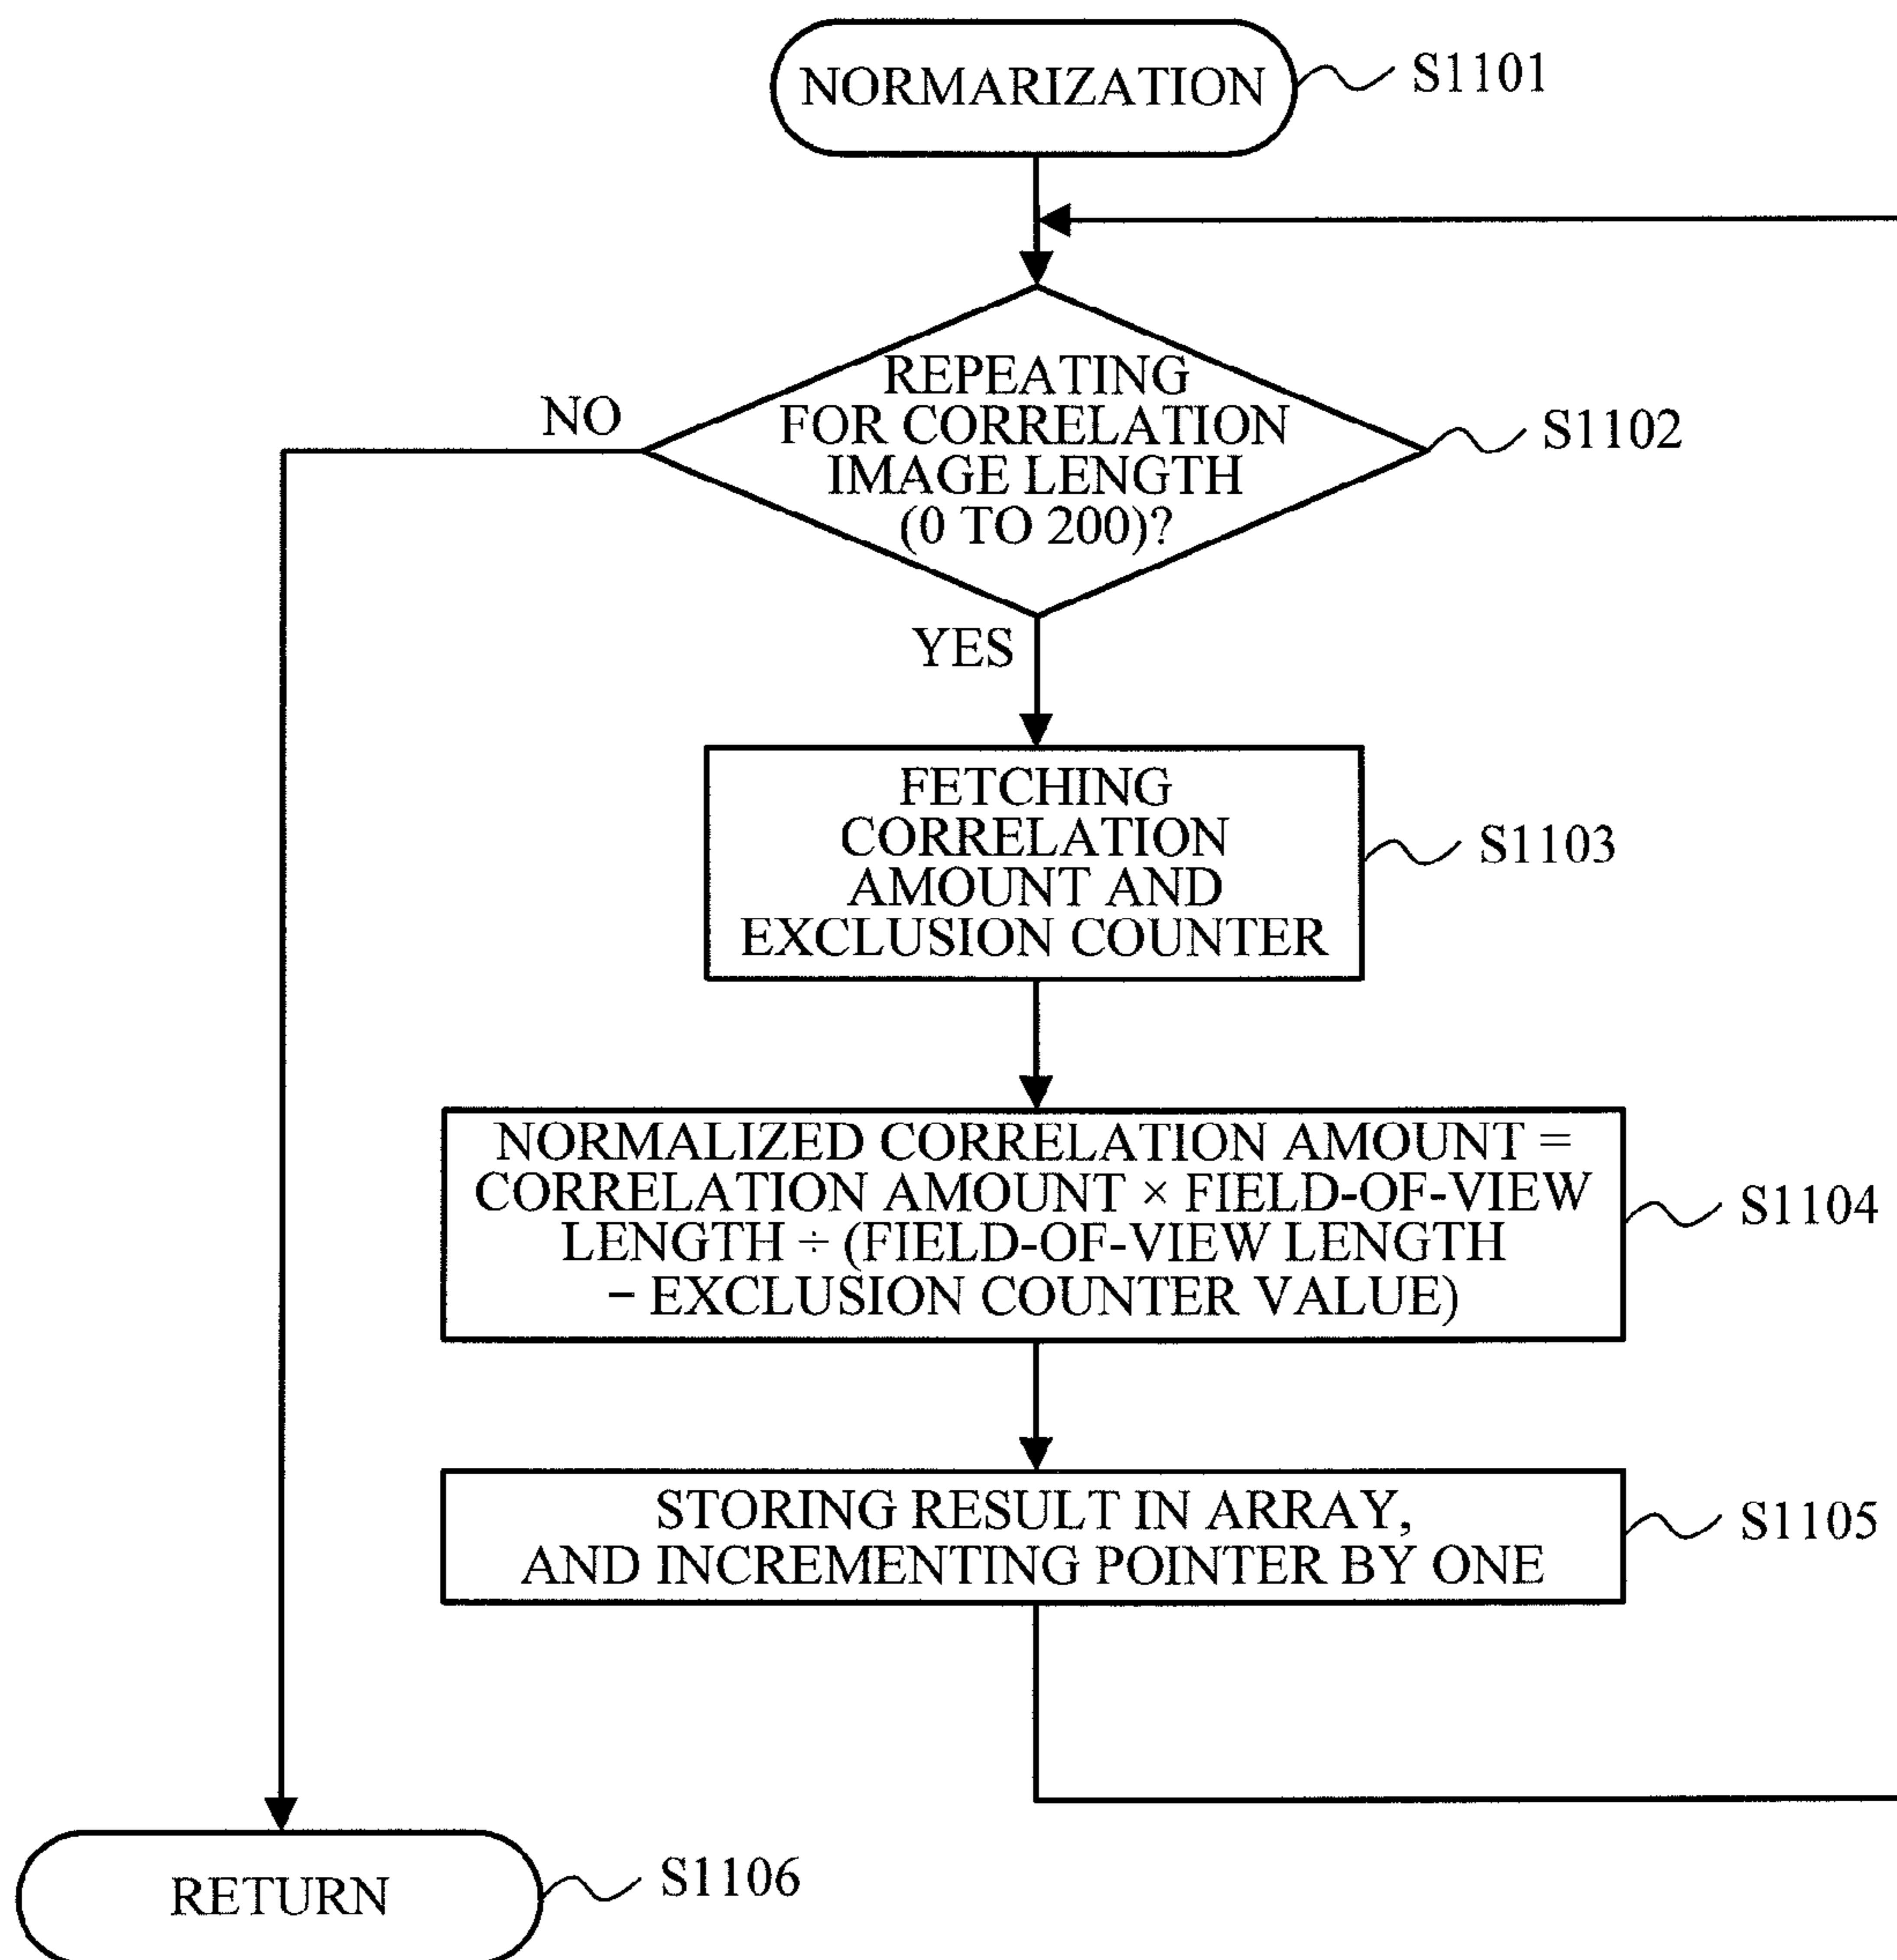 NORMARIZATION
S1101
REPEATING
FOR CORRELATION
IMAGE LENGTH
(0 TO 200)?
S1102
NO
YES
FETCHING
CORRELATION
AMOUNT AND
EXCLUSION COUNTER
S1103
NORMALIZED CORRELATION AMOUNT =
CORRELATION AMOUNT × FIELD-OF-VIEW
LENGTH ÷ (FIELD-OF-VIEW LENGTH
− EXCLUSION COUNTER VALUE)
S1104
STORING RESULT IN ARRAY,
AND INCREMENTING POINTER BY ONE
S1105
RETURN
S1106